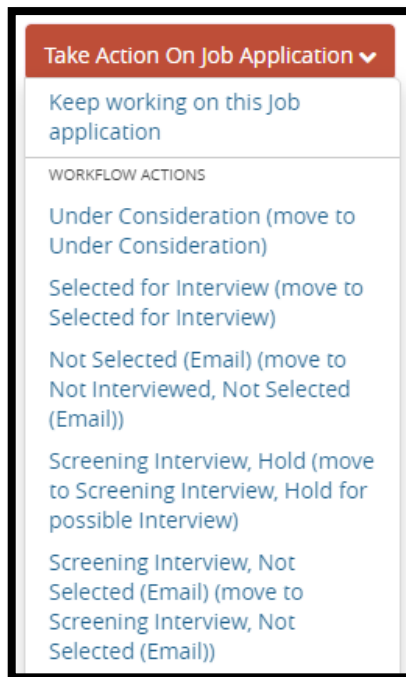 Take Action On Job Application
Keep working on this Job
application
WORKFLOW ACTIONS
Under Consideration (move to
Under Consideration)
Selected for Interview (move to
Selected for Interview)
Not Selected (Email) (move to
Not Interviewed, Not Selected
(Email))
Screening Interview, Hold (move
to Screening Interview, Hold for
possible Interview)
Screening Interview, Not
Selected (Email) (move to
Screening Interview, Not
Selected (Email))